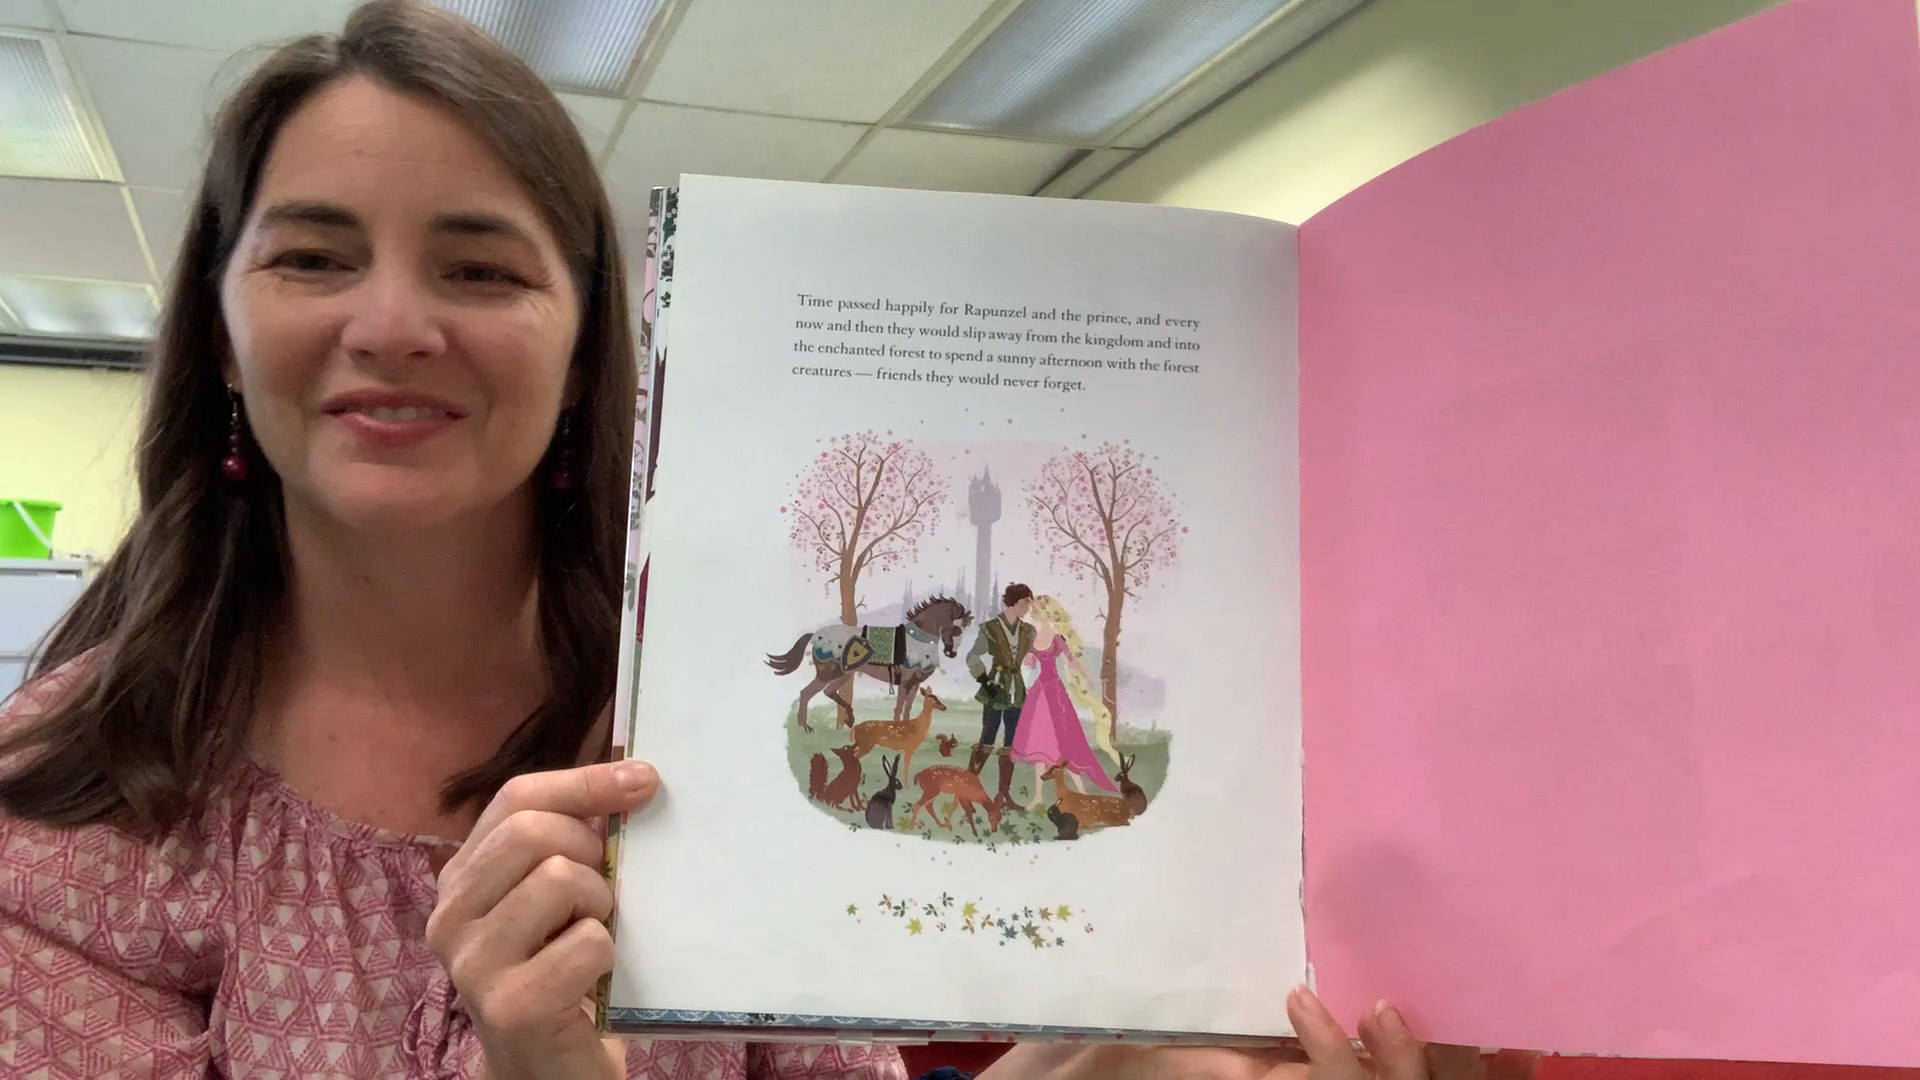 Time passed happily for Rapunzel and the prince, and every
now and then they would slip away from the kingdom and into
the enchanted forest to spend a sunny afternoon with the forest
creatures — friends they would never forget.